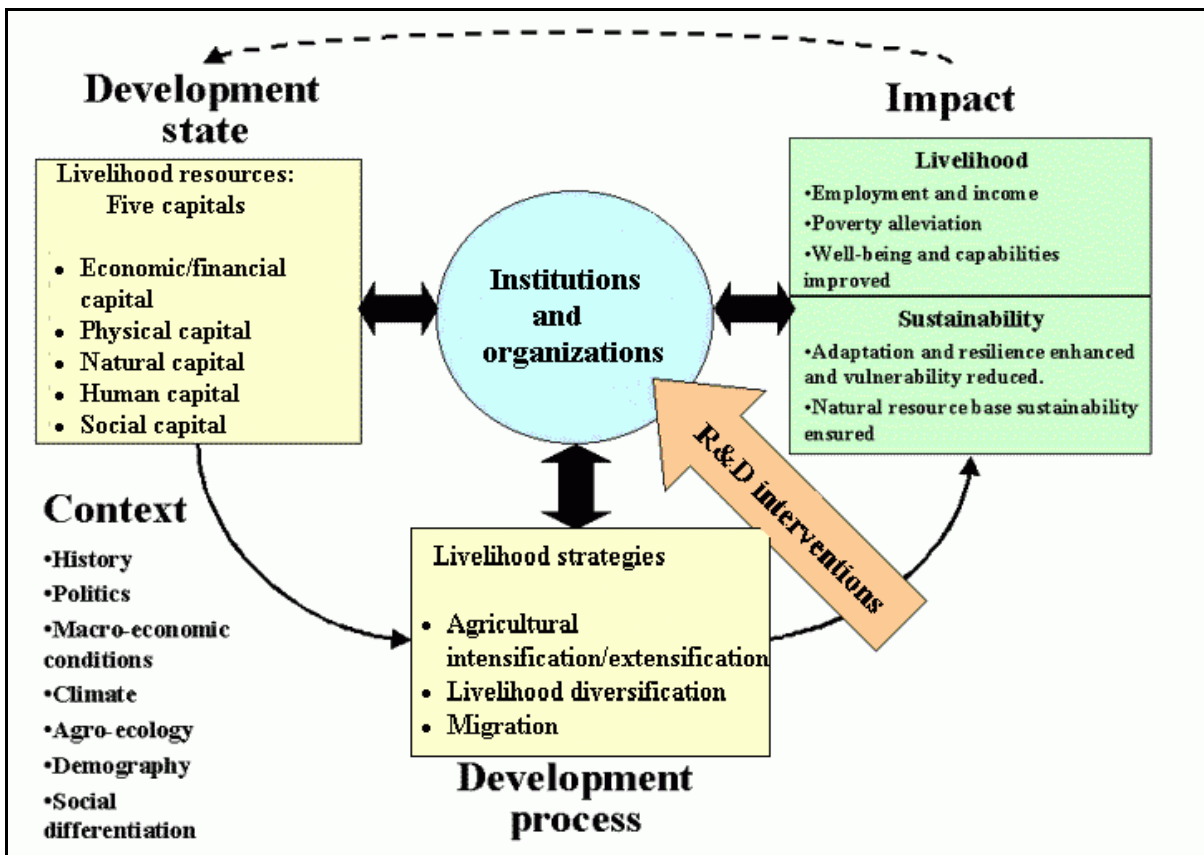 Development
state
Livelihood resources:
Five capitals
• Economic/financial
capital
• Physical capital
• Natural capital
• Human capital
• Social capital
Context
•History
•Politics
•Macro-economic
conditions
•Climate
•Agro-ecology
•Demography
•Social
differentiation
Institutions
and
organizations
Livelihood strategies
• Agricultural
intensification/extensification
• Livelihood diversification
• Migration
Development
process
R&D interventions
Impact
Livelihood
•Employment and income
•Poverty alleviation
•Well-being and capabilities
improved
Sustainability
•Adaptation and resilience enhanced
and vulnerability reduced.
•Natural resource base sustainability
ensured